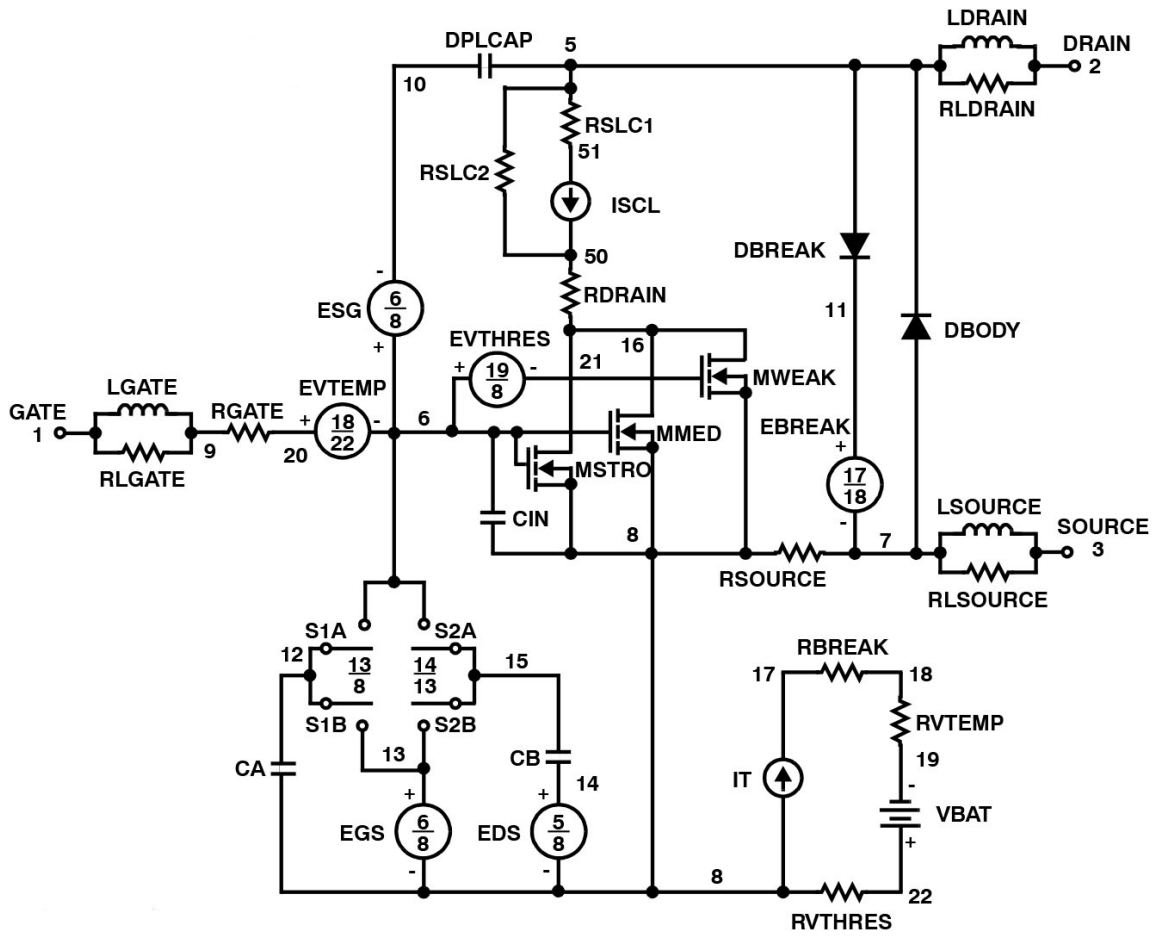 LDRAIN
DPLCAP
5
DRAIN
2
10
RLDRAIN
RSLC1
51
RSLC2
ISCL
50
DBREAK
RDRAIN
11
-
ESG
6
8
+
DBODY
EVTHRES
16
21
+
19
8
-
MWEAK
LGATE
EVTEMP
GATE
1
RGATE
+
18
22
-
6
EBREAK
+
MMED
9
20
RLGATE
MSTRO
17
18
-
LSOURCE
CIN
8
7
SOURCE
3
RSOURCE
RLSOURCE
S1A
S2A
12
13
8
14
13
15
RBREAK
17
18
S1B
S2B
RVTEMP
13
CB
CA
14
IT
19
-
VBAT
+
+
EGS
6
8
-
+
EDS
5
8
-
8
22
RVTHRES